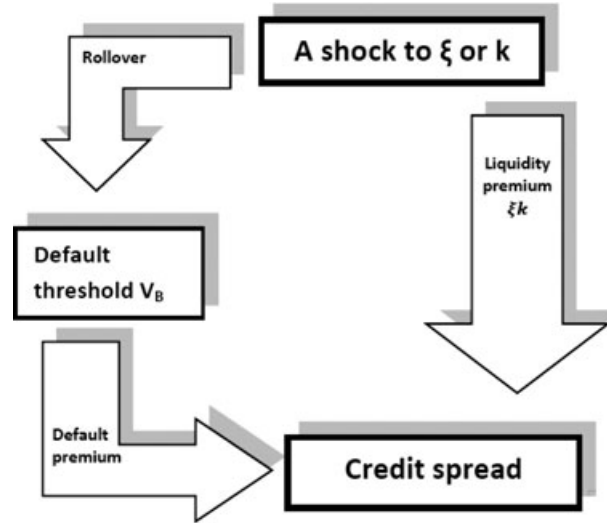 A shock to ξ or k
Rollover
Liquidity
premium
ξk
Default
threshold V_B
Default
premium
Credit spread